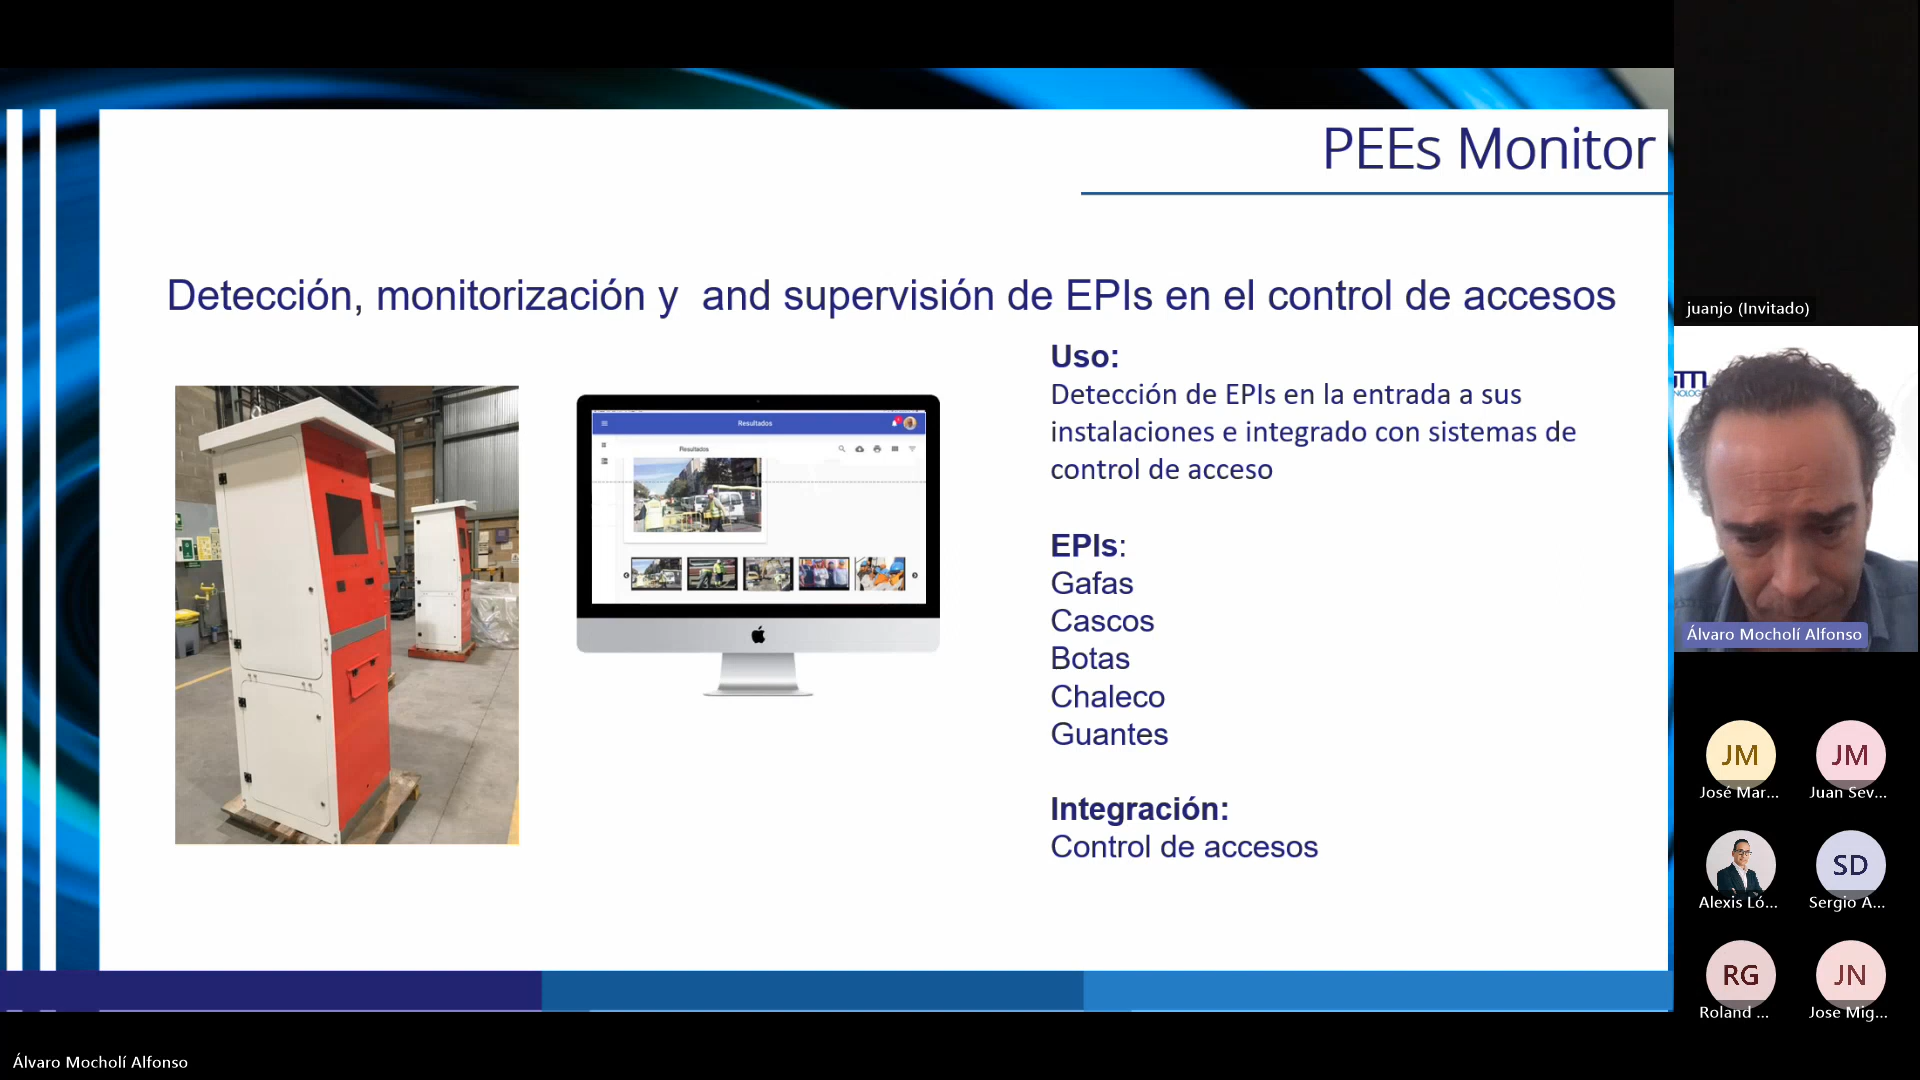 PEEs Monitor
Detección, monitorización y  and supervisión de EPIs en el control de accesos
Uso:
Detección de EPIs en la entrada a sus
instalaciones e integrado con sistemas de
control de acceso
EPIs:
Gafas
Cascos
Botas
Chaleco
Guantes
Integración:
Control de accesos
Resultados
Resultados
juanjo (Invitado)
Álvaro Mocholí Alfonso
JM
José Mar...
JM
Juan Sev...
Alexis Ló...
SD
Sergio A...
RG
Roland ...
JN
Jose Mig...
Álvaro Mocholí Alfonso